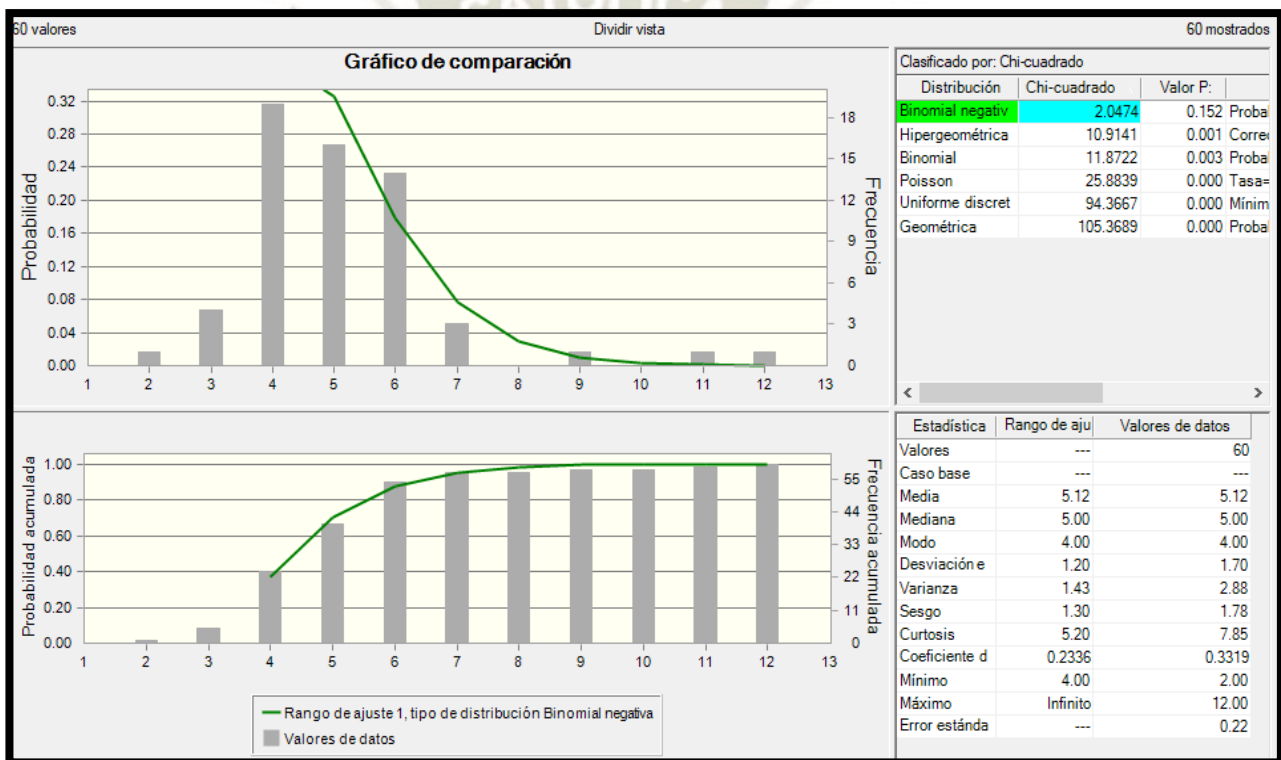 60 valores Dividir vista 60 mostrados
Gráfico de comparación
Probabilidad
0.32
0.28
0.24
0.20
0.16
0.12
0.08
0.04
0.00
1 2 3 4 5 6 7 8 9 10 11 12 13
18
15
12
9
6
3
0
Frecuencia
Clasificado por: Chi-cuadrado
Distribución Chi-cuadrado Valor P:
Binomial negativ 2.0474 0.152 Probal
Hipergeométrica 10.9141 0.001 Correc
Binomial 11.8722 0.003 Probal
Poisson 25.8839 0.000 Tasa=
Uniforme discret 94.3667 0.000 Mínim
Geométrica 105.3689 0.000 Probal
Probabilidad acumulada
1.00
0.80
0.60
0.40
0.20
0.00
1 2 3 4 5 6 7 8 9 10 11 12 13
55
44
33
22
11
0
Frecuencia acumulada
Rango de ajuste 1, tipo de distribución Binomial negativa
Valores de datos
Estadística Rango de aju Valores de datos
Valores --- 60
Caso base --- ---
Media 5.12 5.12
Mediana 5.00 5.00
Modo 4.00 4.00
Desviación e 1.20 1.70
Varianza 1.43 2.88
Sesgo 1.30 1.78
Curtosis 5.20 7.85
Coeficiente d 0.2336 0.3319
Mínimo 4.00 2.00
Máximo Infinito 12.00
Error estánda --- 0.22